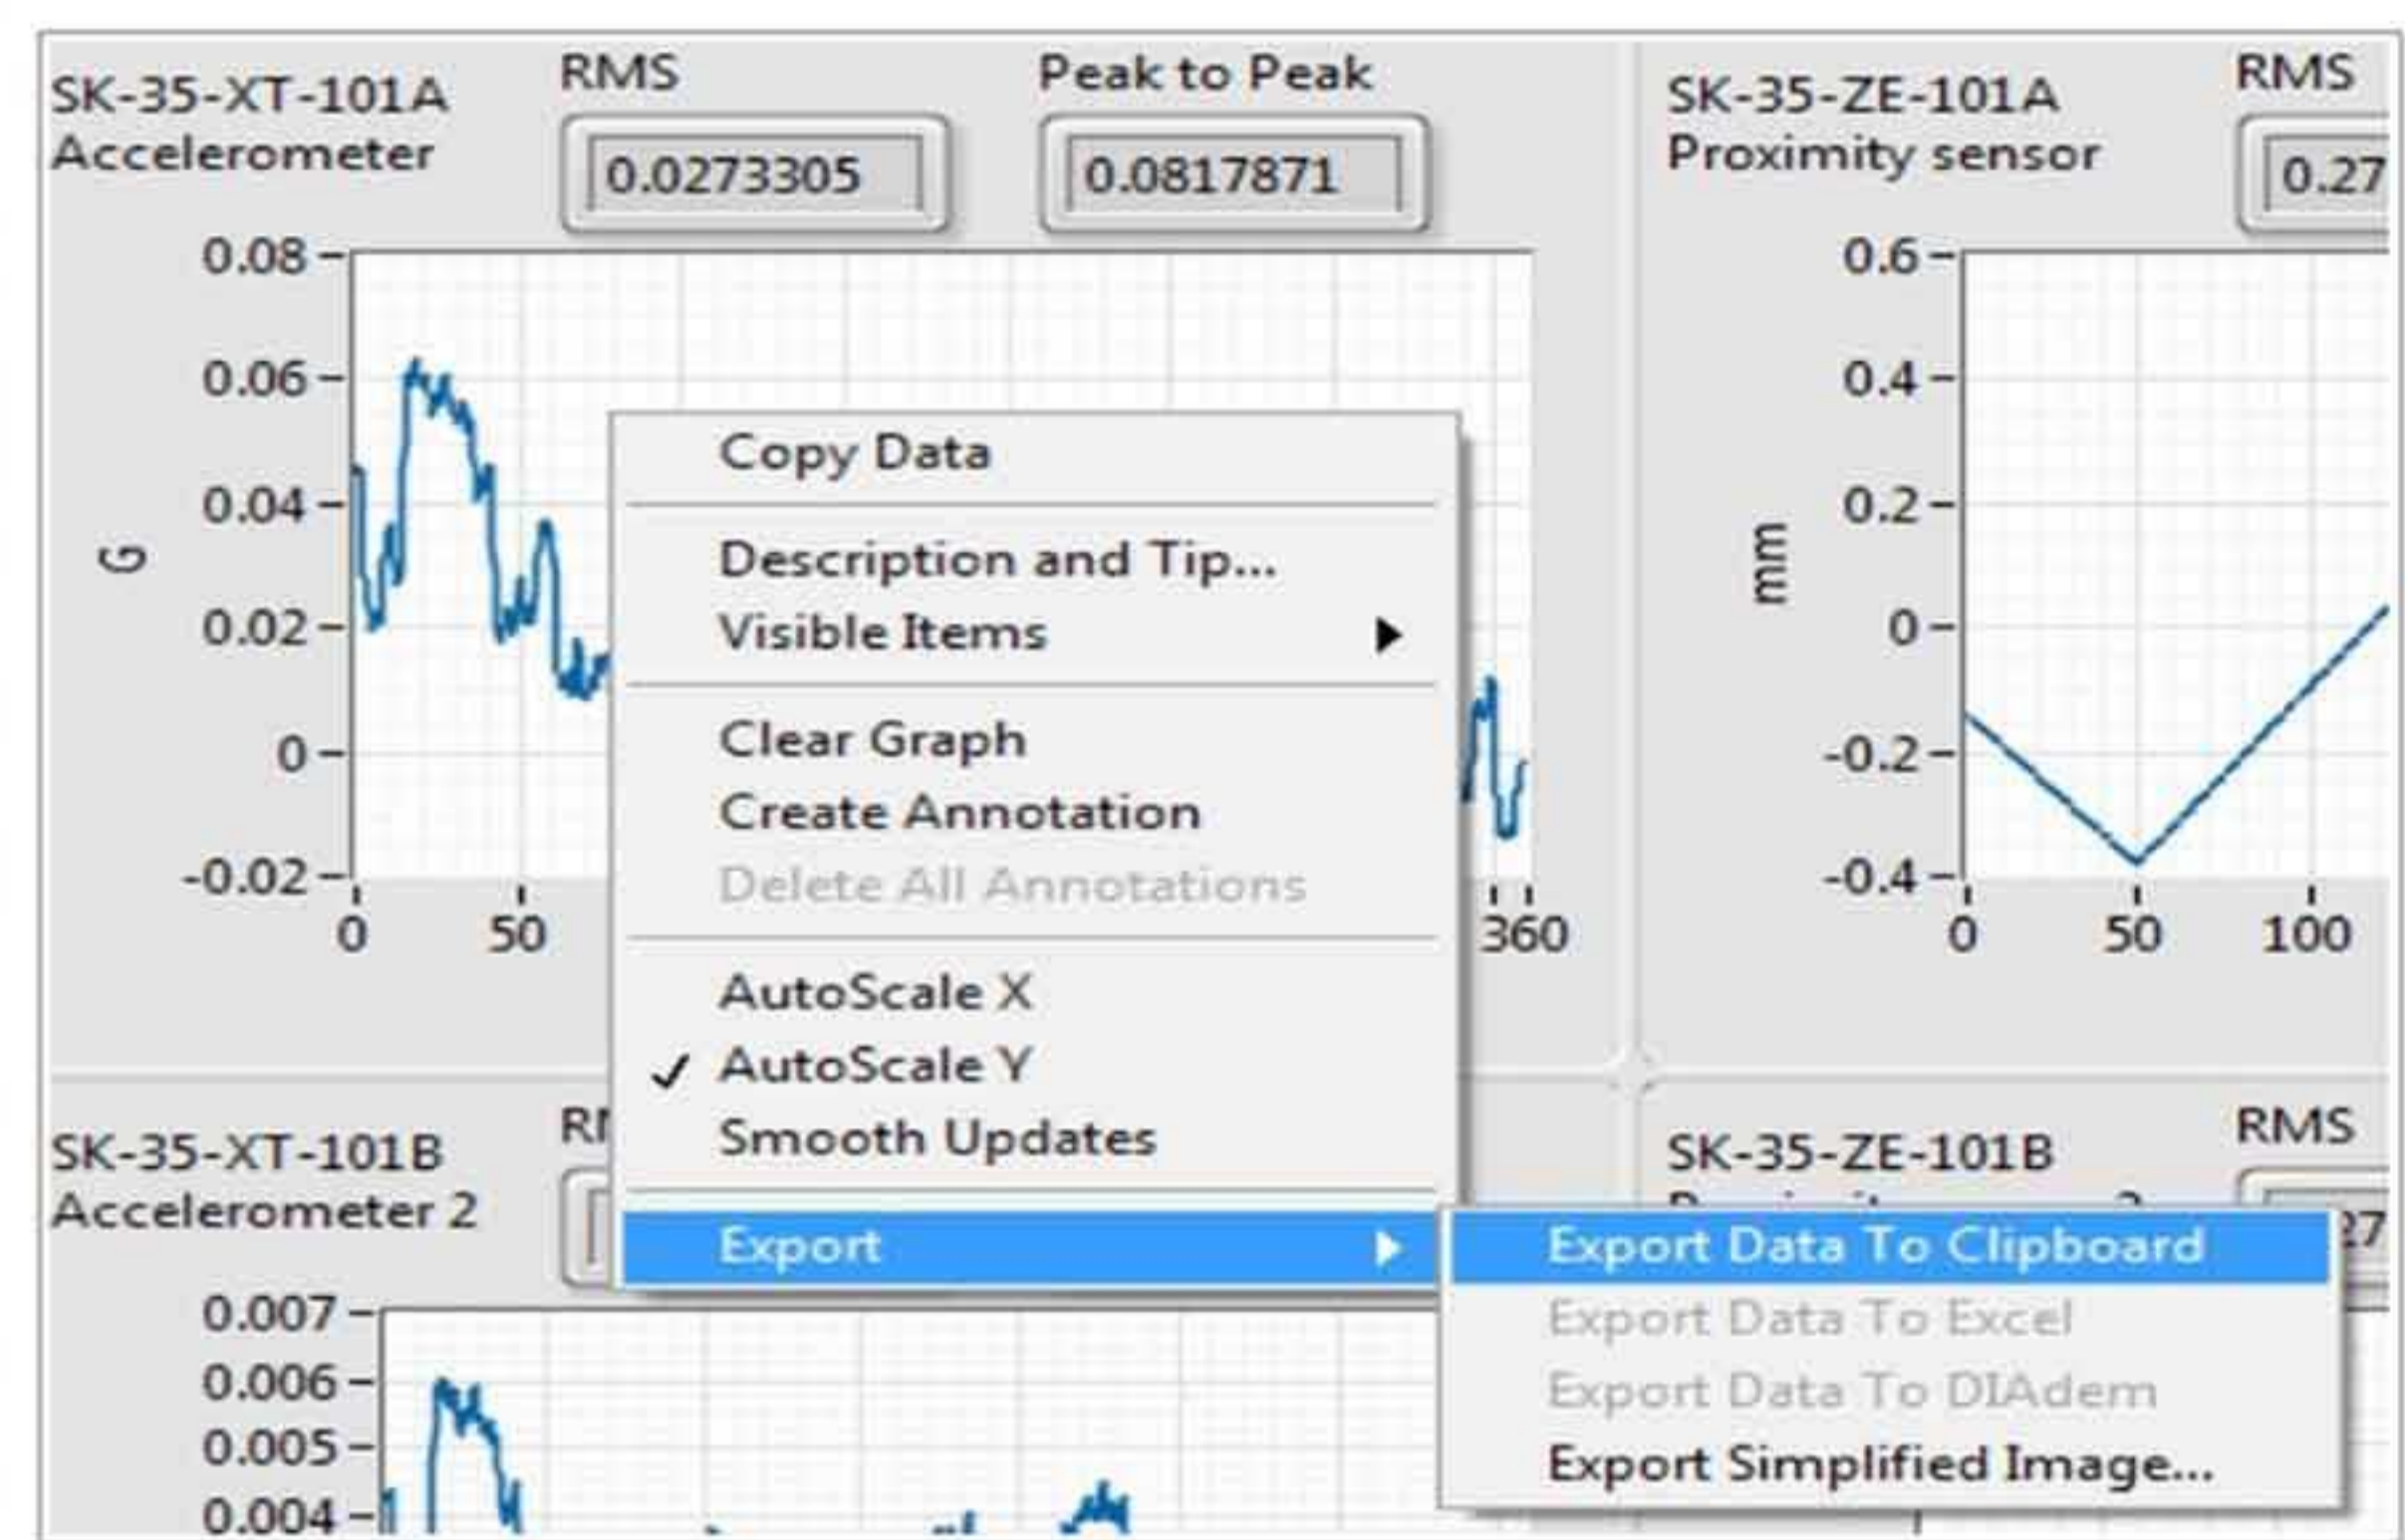 SK-35-XT-101A
Accelerometer
RMS
0.0273305
Peak to Peak
0.0817871
0.08
0.06
0.04
0.02
0
-0.02
G
0
50
360
SK-35-ZE-101A
Proximity sensor
RMS
0.27
0.6
0.4
0.2
0
-0.2
-0.4
mm
0
50
100
Copy Data
Description and Tip...
Visible Items
Clear Graph
Create Annotation
Delete All Annotations
AutoScale X
AutoScale Y
Smooth Updates
Export
Export Data To Clipboard
Export Data To Excel
Export Data To DIAdem
Export Simplified Image...
SK-35-XT-101B
Accelerometer 2
0.007
0.006
0.005
0.004
SK-35-ZE-101B
RMS
27